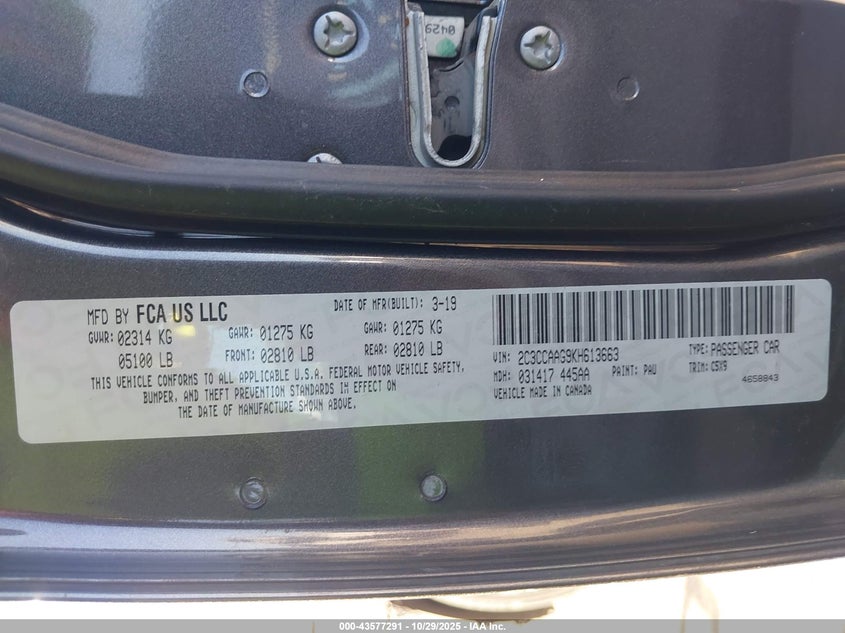 0429
MFD BY FCA US LLC
DATE OF MFR(BUILT): 3-19
GVWR: 02314 KG GAWR: 01275 KG GAWR: 01275 KG
05100 LB FRONT: 02810 LB REAR: 02810 LB
THIS VEHICLE CONFORMS TO ALL APPLICABLE U.S.A. FEDERAL MOTOR VEHICLE SAFETY,
BUMPER, AND THEFT PREVENTION STANDARDS IN EFFECT ON
THE DATE OF MANUFACTURE SHOWN ABOVE.
VIN: 2C3CCAAG9KH613663 TYPE: PASSENGER CAR
MDH: 031417 445AA PAINT: PAU TRIM: C5X9
VEHICLE MADE IN CANADA 4658843
000-43577291 - 10/29/2025 - IAA Inc.